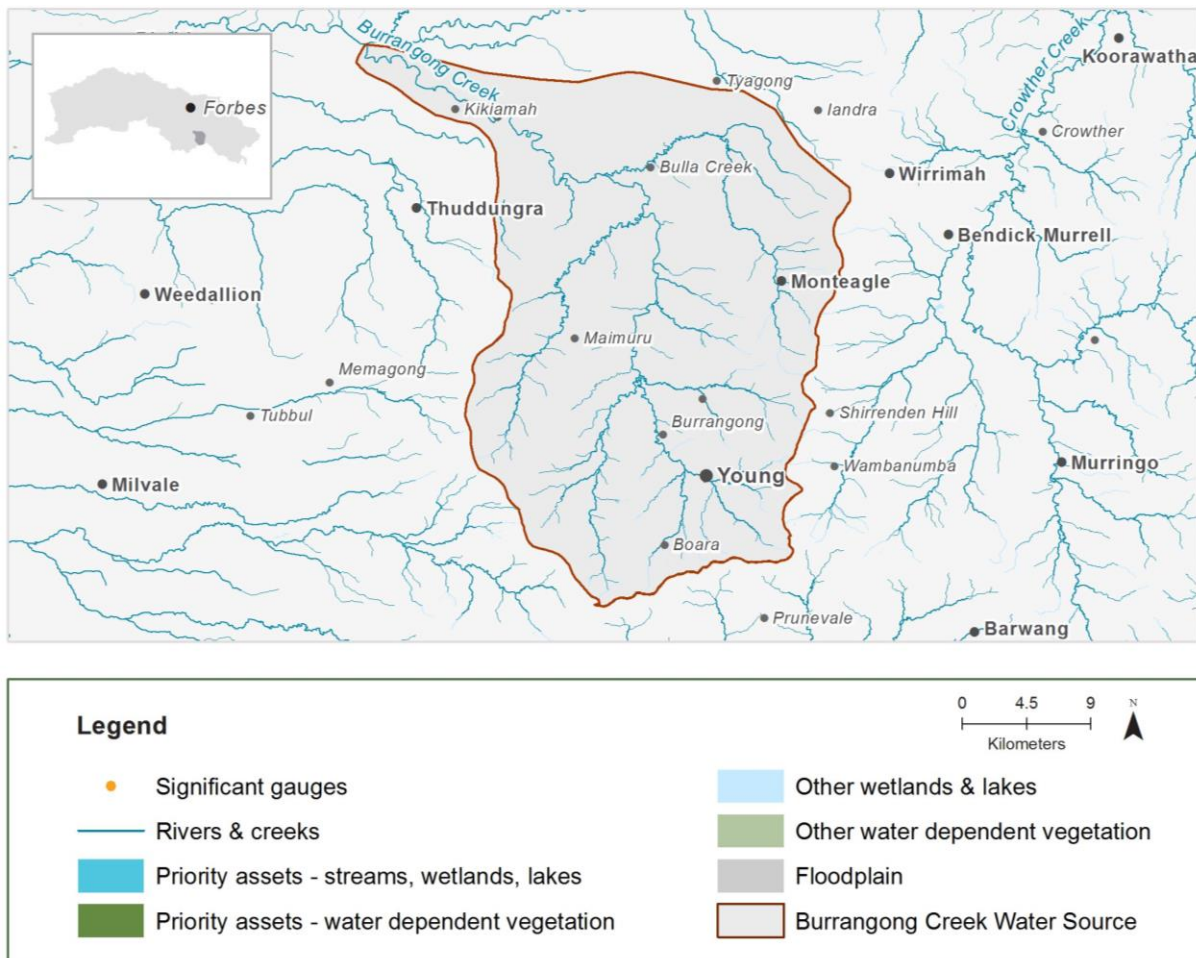 Burrangong Creek
Forbes
Kikiamah
Tyagong
Iandra
Crowther Creek
Koorawatha
Crowther
Bulla Creek
Wirrimah
Thuddungra
Bendick Murrell
Weedallion
Monteagle
Maimuru
Memagong
Tubbul
Burrangong
Shirrenden Hill
Milvale
Young
Wambanumba
Murringo
Boara
Prunevale
Barwang
Legend
0 4.5 9
Kilometers
N
Significant gauges
Rivers & creeks
Priority assets - streams, wetlands, lakes
Priority assets - water dependent vegetation
Other wetlands & lakes
Other water dependent vegetation
Floodplain
Burrangong Creek Water Source